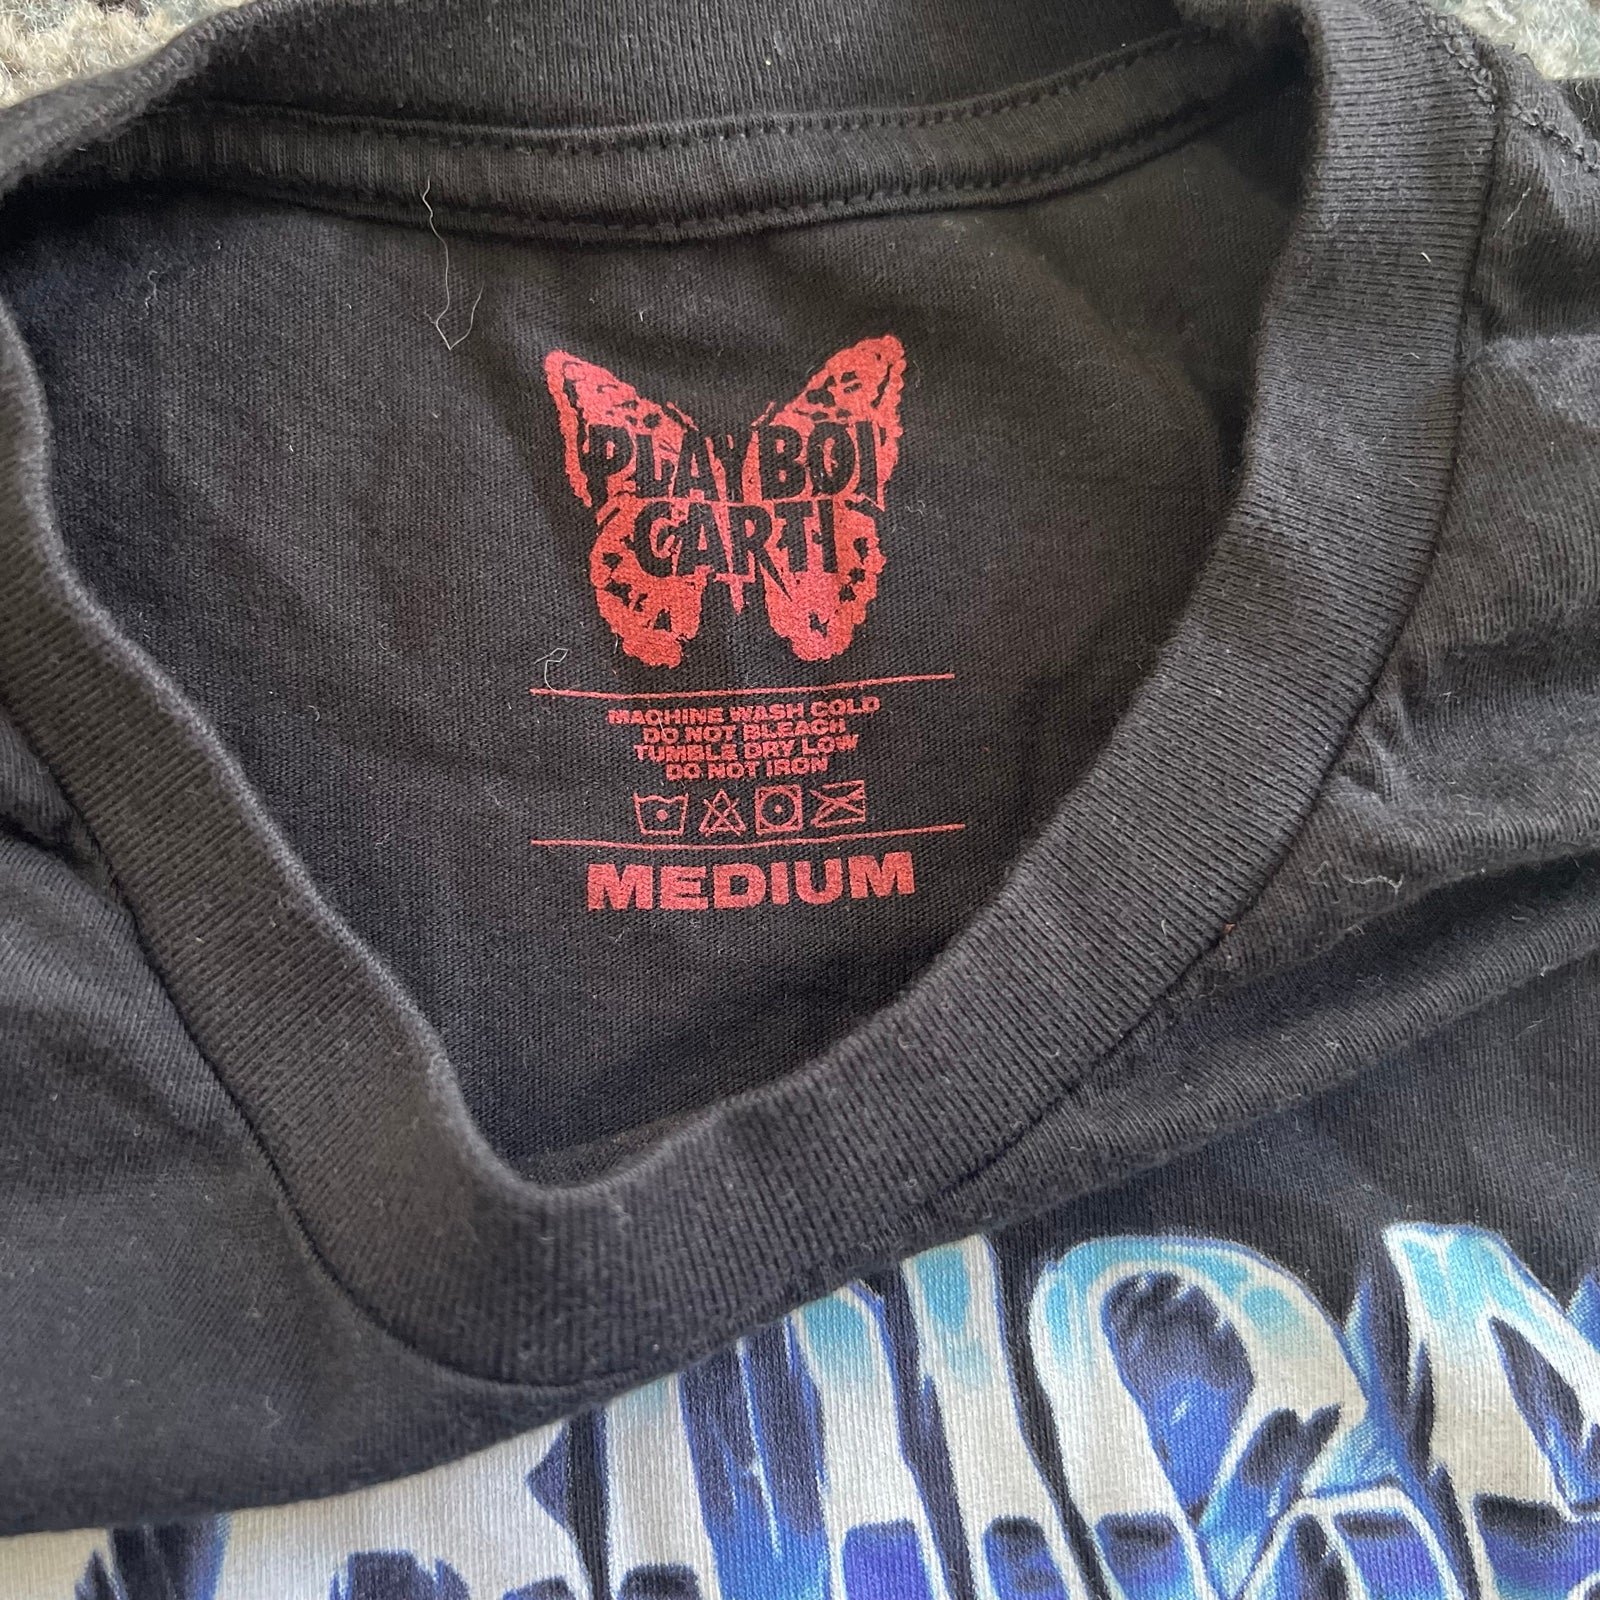 PLAYBOI
CARTI
MACHINE WASH COLD
DO NOT BLEACH
TUMBLE DRY LOW
DO NOT IRON
MEDIUM